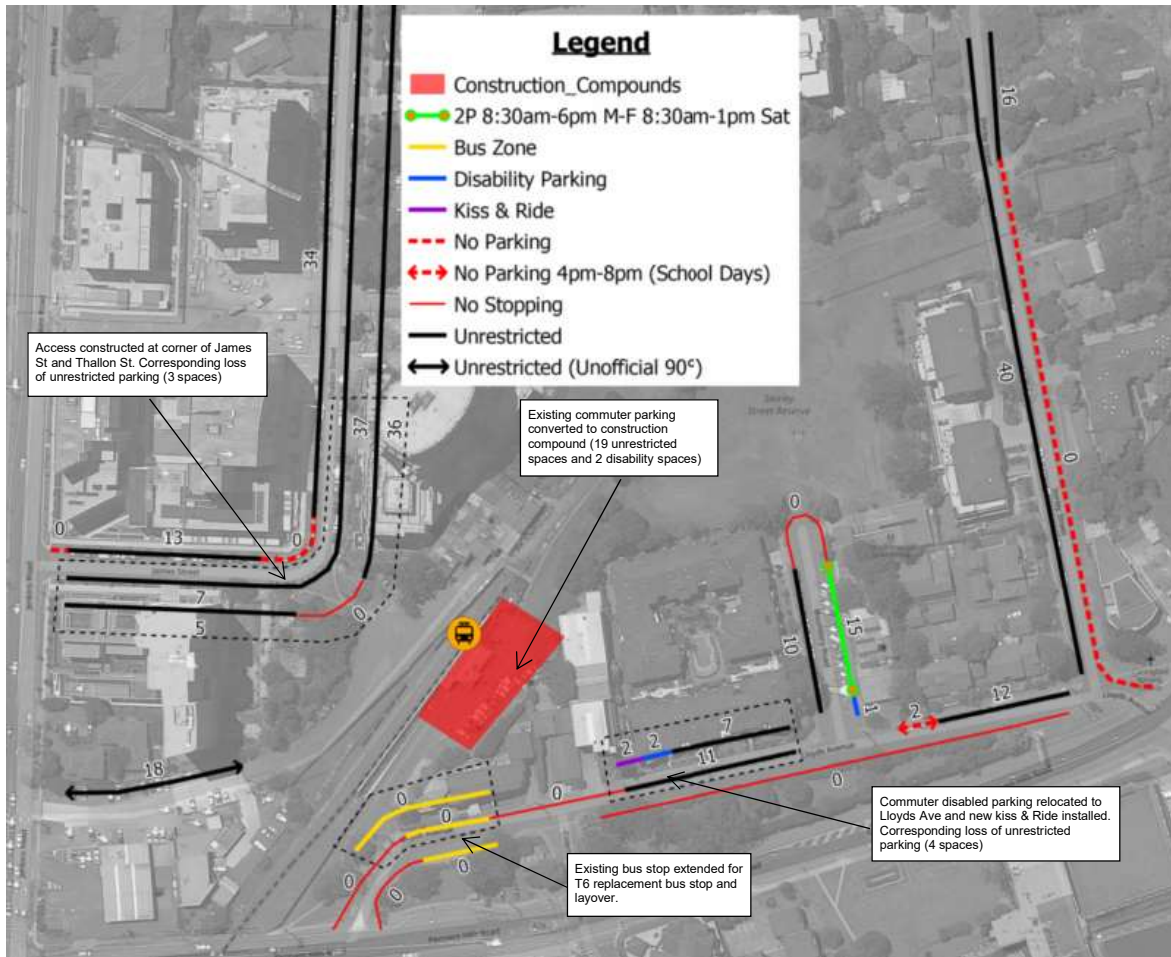 Legend
Construction_Compounds
2P 8:30am-6pm M-F 8:30am-1pm Sat
Bus Zone
Disability Parking
Kiss & Ride
No Parking
No Parking 4pm-8pm (School Days)
No Stopping
Unrestricted
Unrestricted (Unofficial 90°)
16
34
Access constructed at corner of James
St and Thallon St. Corresponding loss
of unrestricted parking (3 spaces)
Existing commuter parking
converted to construction
compound (19 unrestricted
spaces and 2 disability spaces)
Street Reserve
40
37
36
0
0
13
0
James Street
7
5
0
0
10
15
1
2
12
2
2
7
11
0
0
18
0
0
0
0
0
Commuter disabled parking relocated to
Lloyds Ave and new kiss & Ride installed.
Corresponding loss of unrestricted
parking (4 spaces)
Existing bus stop extended for
T6 replacement bus stop and
layover.